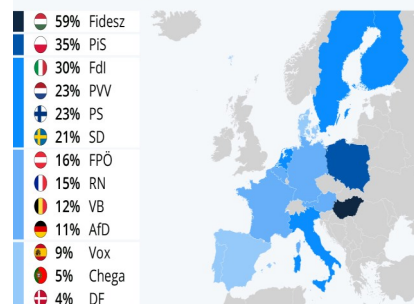 59% Fidesz
35% PiS
30% FdI
23% PVV
23% PS
21% SD
16% FPÖ
15% RN
12% VB
11% AfD
9% Vox
5% Chega
4% DF